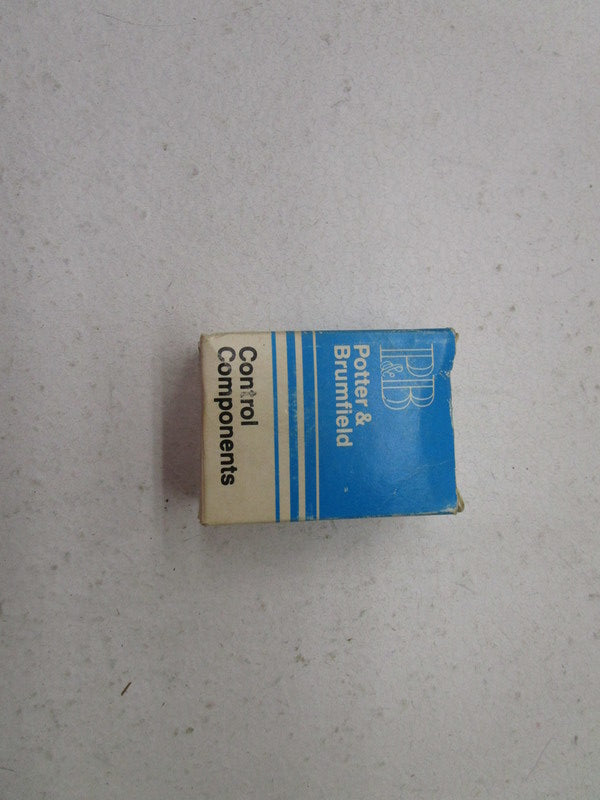 P&B
Potter &
Brumfield
Control
Components